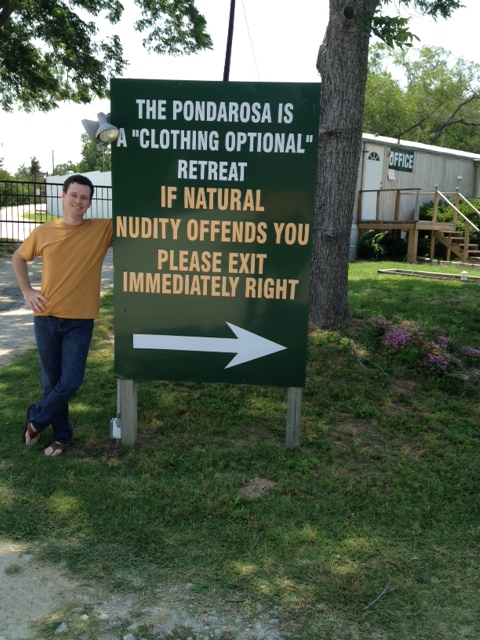 THE PONDAROSA IS
A "CLOTHING OPTIONAL"
RETREAT
IF NATURAL
NUDITY OFFENDS YOU
PLEASE EXIT
IMMEDIATELY RIGHT
OFFICE